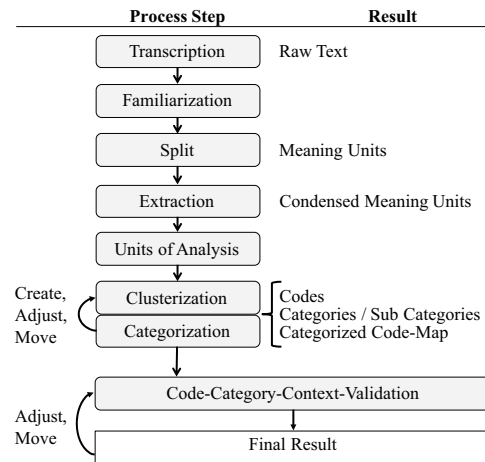 Process Step Result
Transcription Raw Text
Familiarization
Split Meaning Units
Extraction Condensed Meaning Units
Units of Analysis
Create,
Adjust,
Move
Clusterization
Categorization
Codes
Categories / Sub Categories
Categorized Code-Map
Code-Category-Context-Validation
Adjust,
Move
Final Result